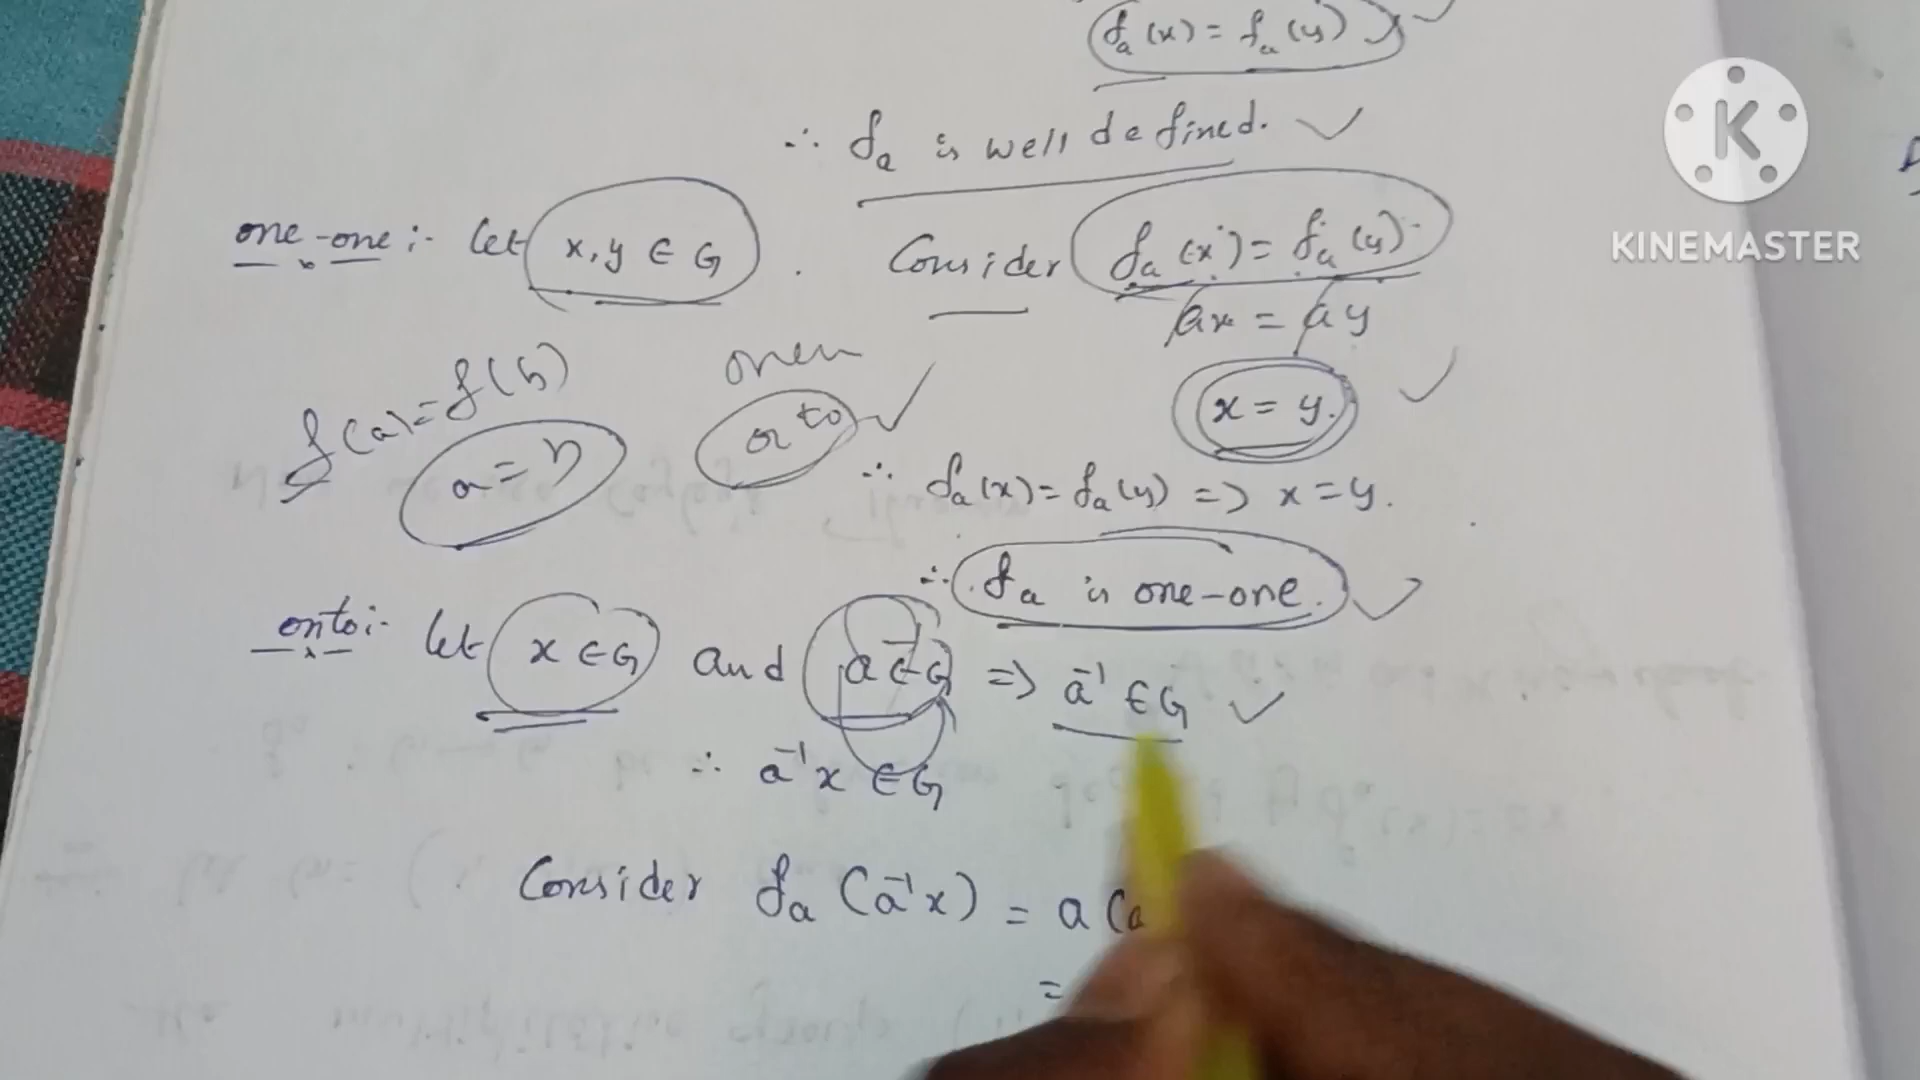 fₐ(x) = fₐ(y)
∴ fₐ is well defined.
KINEMASTER
one-one:- let x, y ∈ G . Consider fₐ(x) = fₐ(y)
ax = ay
f(a) = f(b)
onto
x = y.
∴ fₐ(x) = fₐ(y) => x = y.
∴ fₐ is one-one.
onto:- let x ∈ G and a ∈ G => a⁻¹ ∈ G
∴ a⁻¹x ∈ G
Consider fₐ(a⁻¹x) = a(a
=